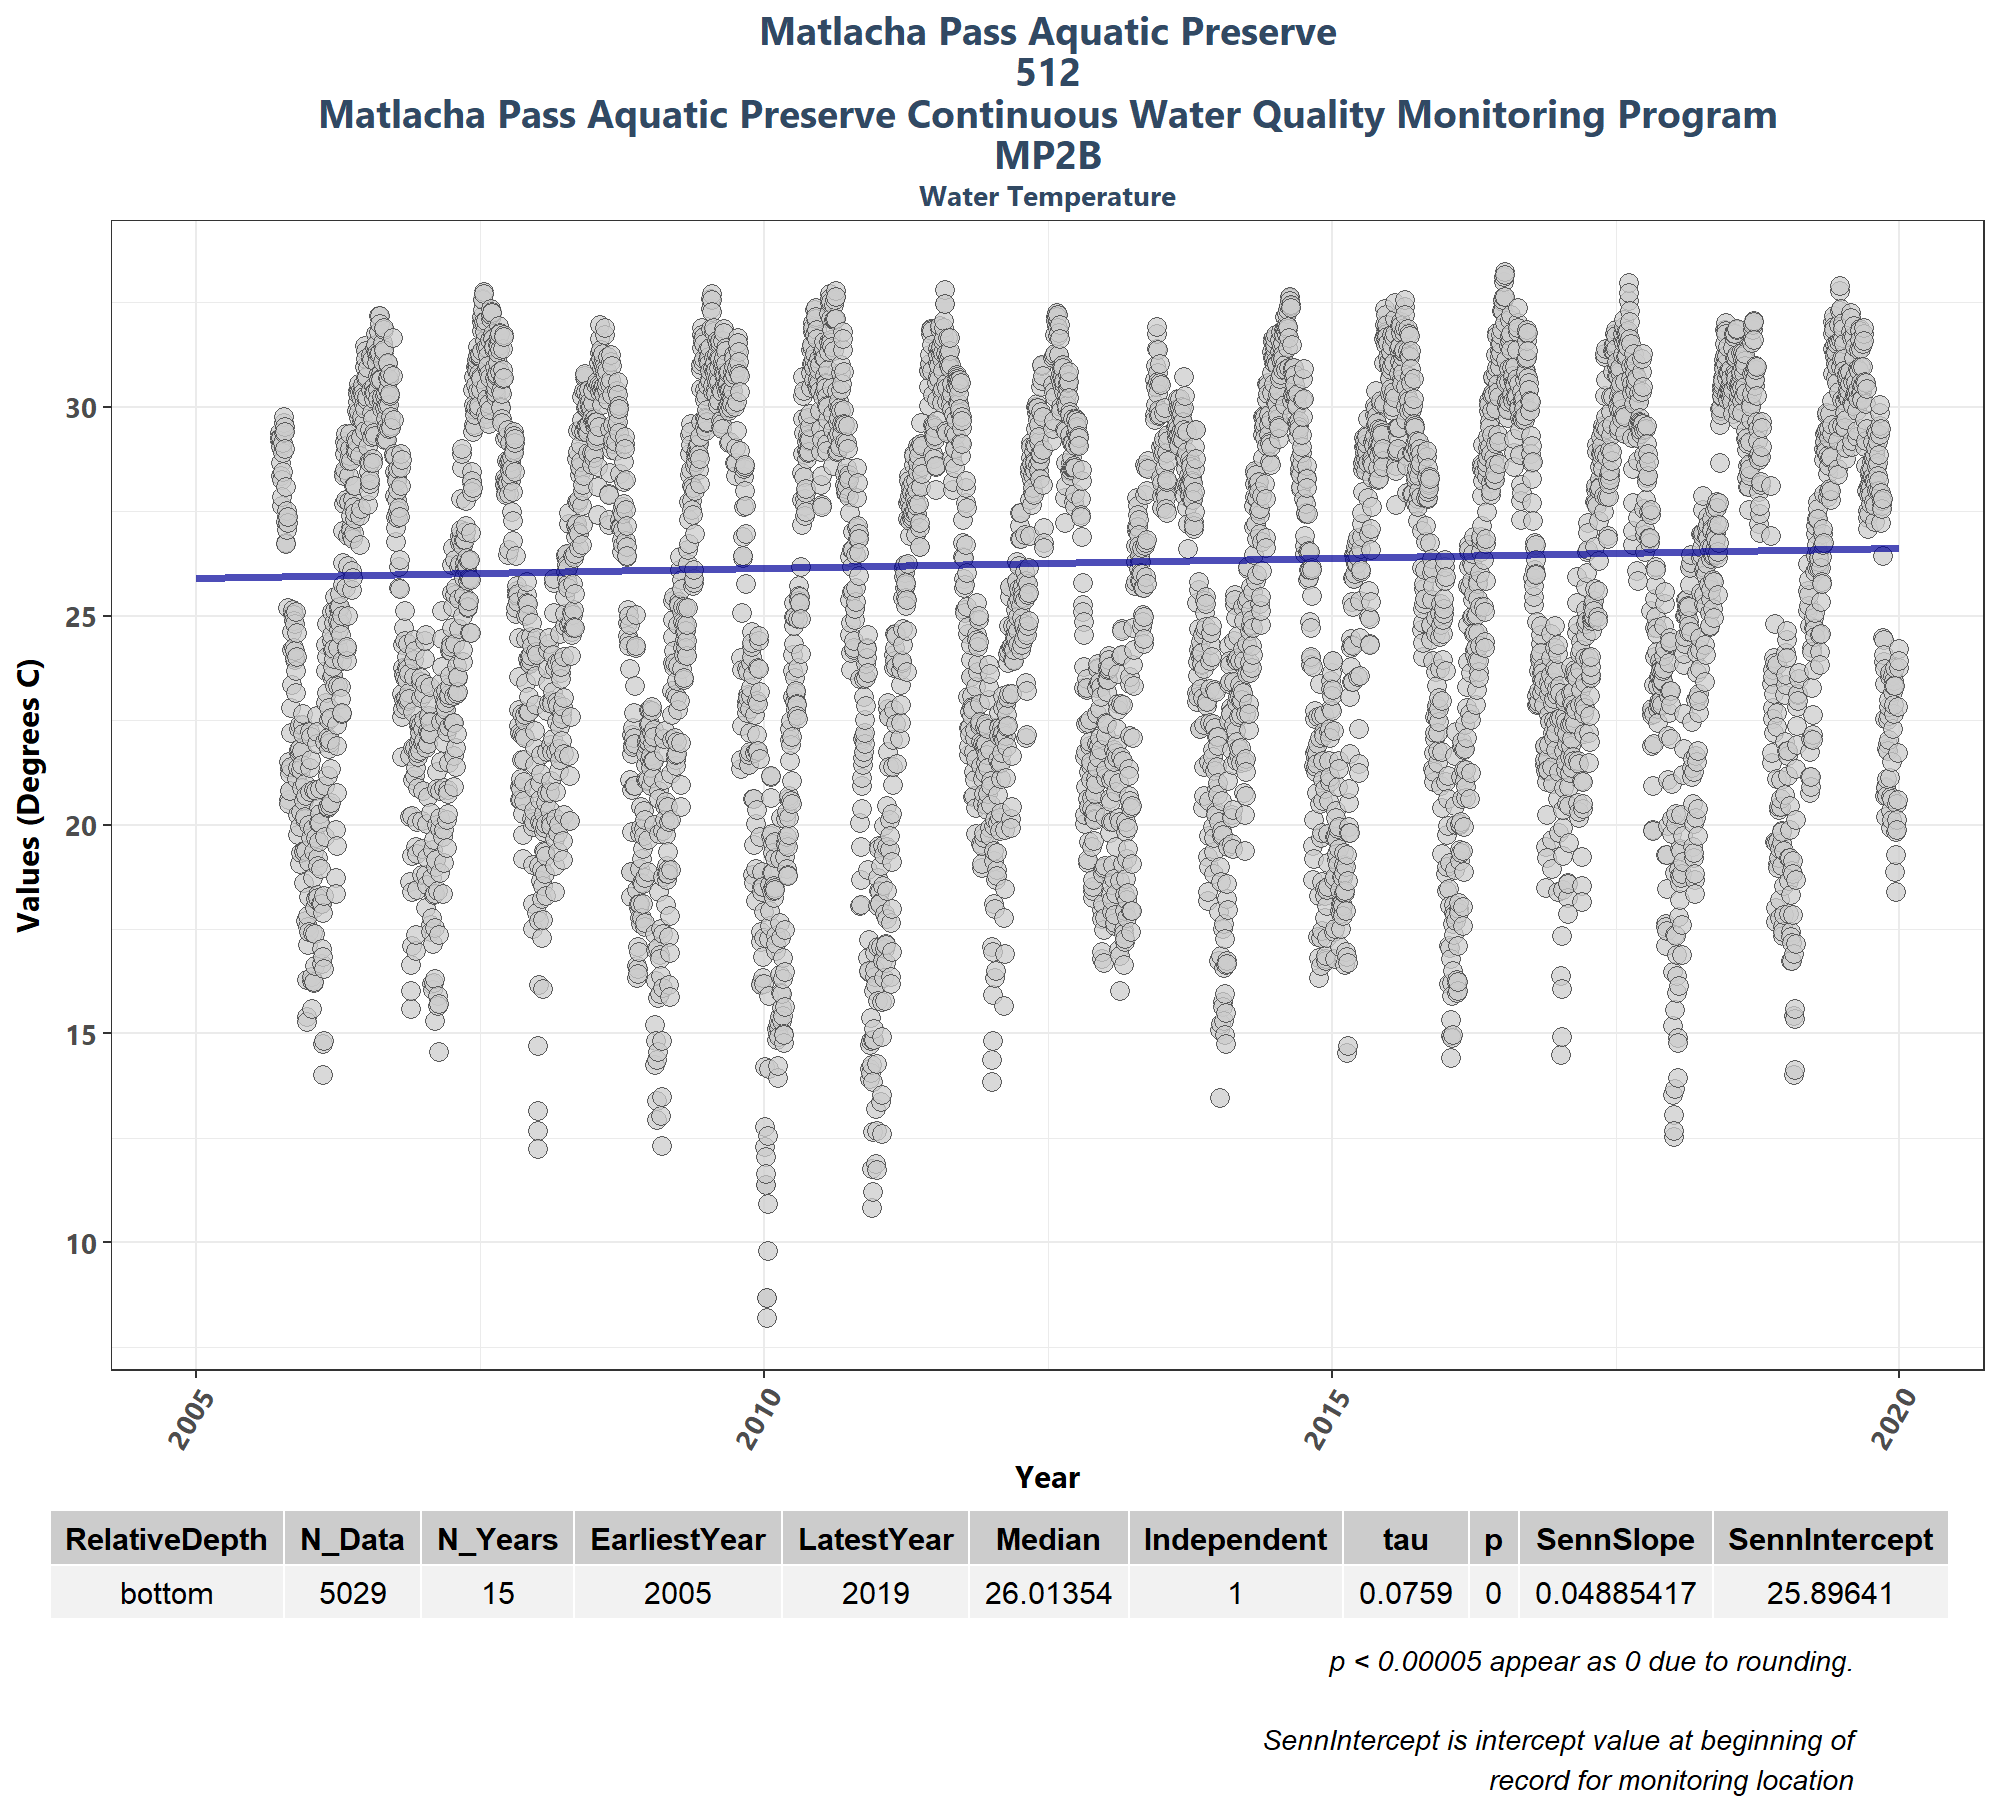 Matlacha Pass Aquatic Preserve
512
Matlacha Pass Aquatic Preserve Continuous Water Quality Monitoring Program
MP2B
Water Temperature
Values (Degrees C)
30
25
20
15
10
2005 2010 2015 2020
Year
RelativeDepth N_Data N_Years EarliestYear LatestYear Median Independent tau p SennSlope SennIntercept
bottom 5029 15 2005 2019 26.01354 1 0.0759 0 0.04885417 25.89641
p < 0.00005 appear as 0 due to rounding.
SennIntercept is intercept value at beginning of
record for monitoring location